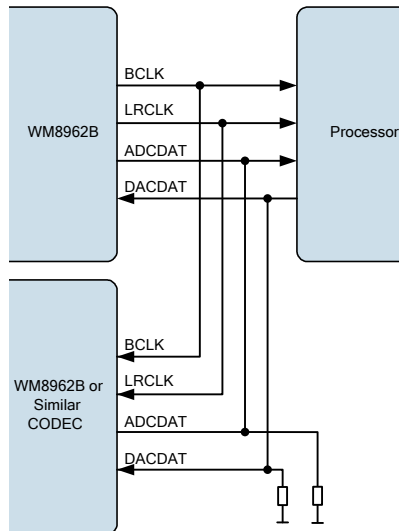 BCLK
LRCLK
WM8962B
Processor
ADCDAT
DACDAT
BCLK
LRCLK
WM8962B or
Similar
CODEC
ADCDAT
DACDAT